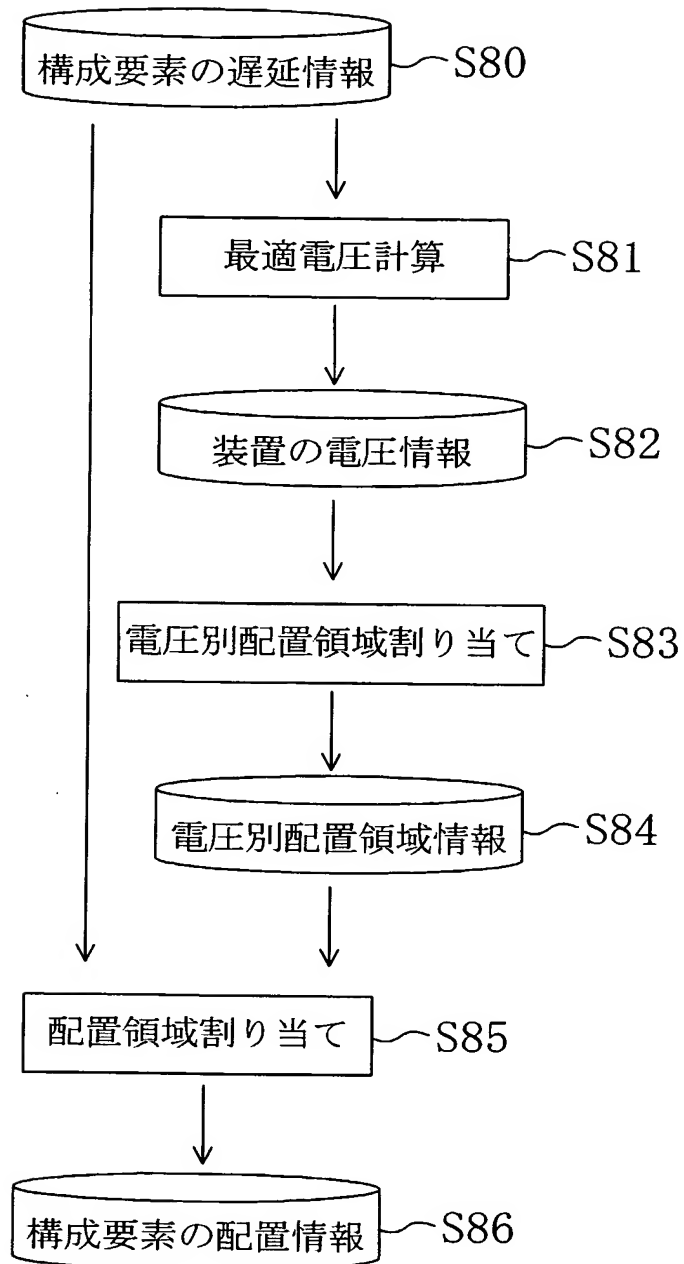 構成要素の遅延情報 S80
最適電圧計算 S81
装置の電圧情報 S82
電圧別配置領域割り当て S83
電圧別配置領域情報 S84
配置領域割り当て S85
構成要素の配置情報 S86